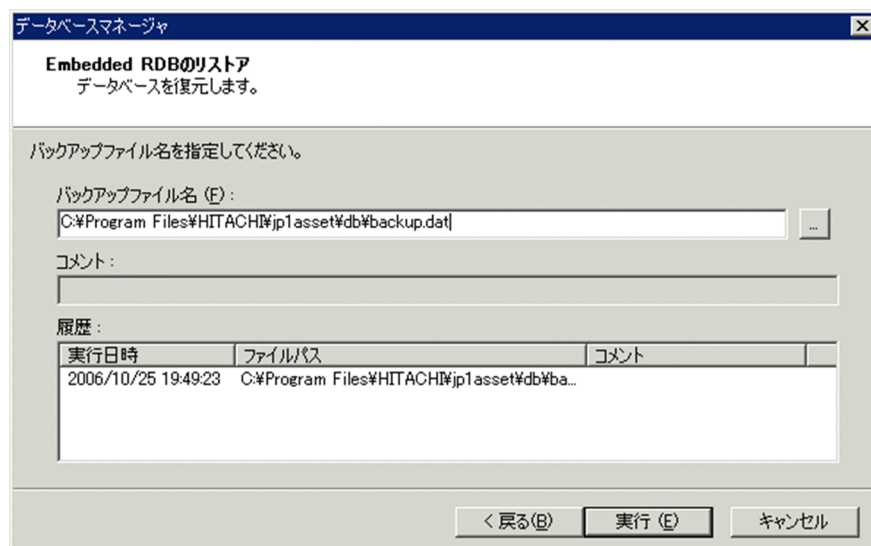 データベースマネージャ
Embedded RDBのリストア
データベースを復元します。
バックアップファイル名を指定してください。
バックアップファイル名 (F) :
C:¥Program Files¥HITACHI¥jp1asset¥db¥backup.dat
...
コメント :
履歴 :
実行日時 ファイルパス コメント
2006/10/25 19:49:23 C:¥Program Files¥HITACHI¥jp1asset¥db¥ba...
< 戻る(B) 実行 (E) キャンセル